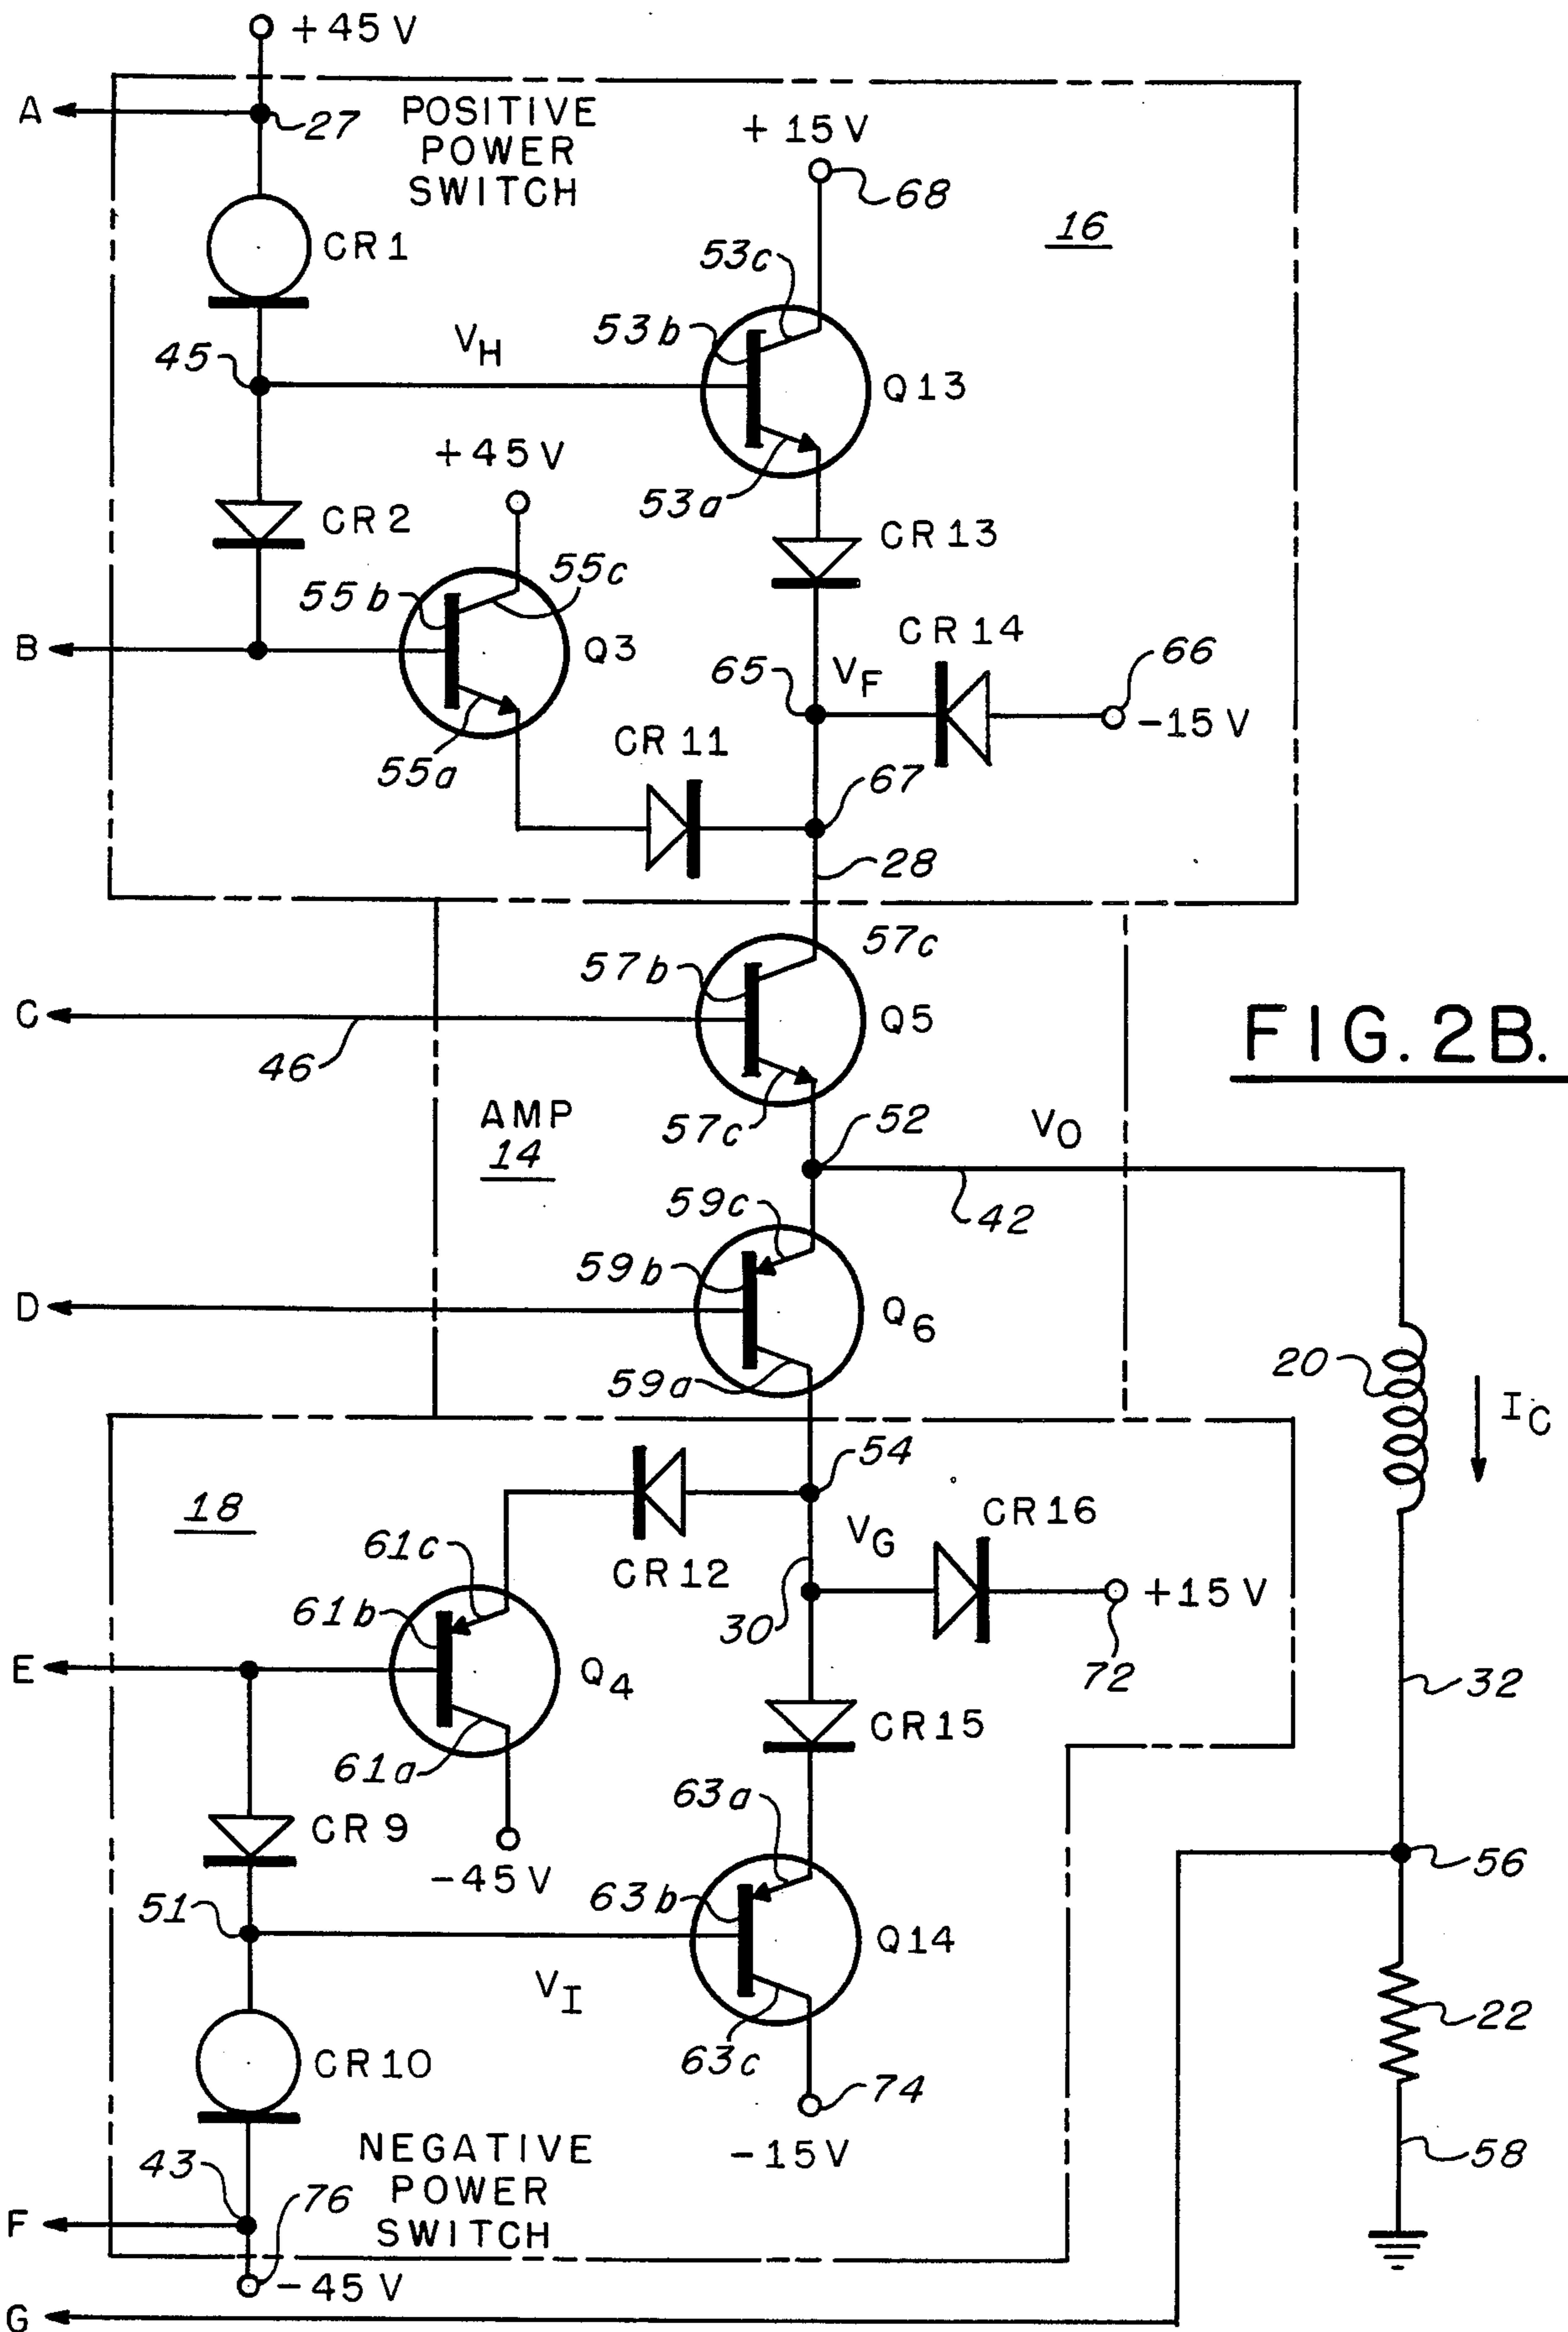 +45V
A
27
POSITIVE
POWER
SWITCH
+ 15V
68
16
CR1
53c
53b
VH
45
Q13
+45V
53a
CR2
CR13
55c
55b
CR14
B
Q3
65
VF
66
-15V
CR11
55a
67
28
57c
57b
C
Q5
FIG. 2B.
46
AMP
14
57c
52
VO
59c
42
59b
D
Q6
20
IC
59a
54
18
CR16
61c
VG
CR12
61b
30
+15V
E
Q4
72
32
CR15
61a
63a
CR9
-45V
56
63b
51
Q14
VI
22
CR10
63c
74
-15V
NEGATIVE
POWER
SWITCH
43
58
76
F
-45V
G